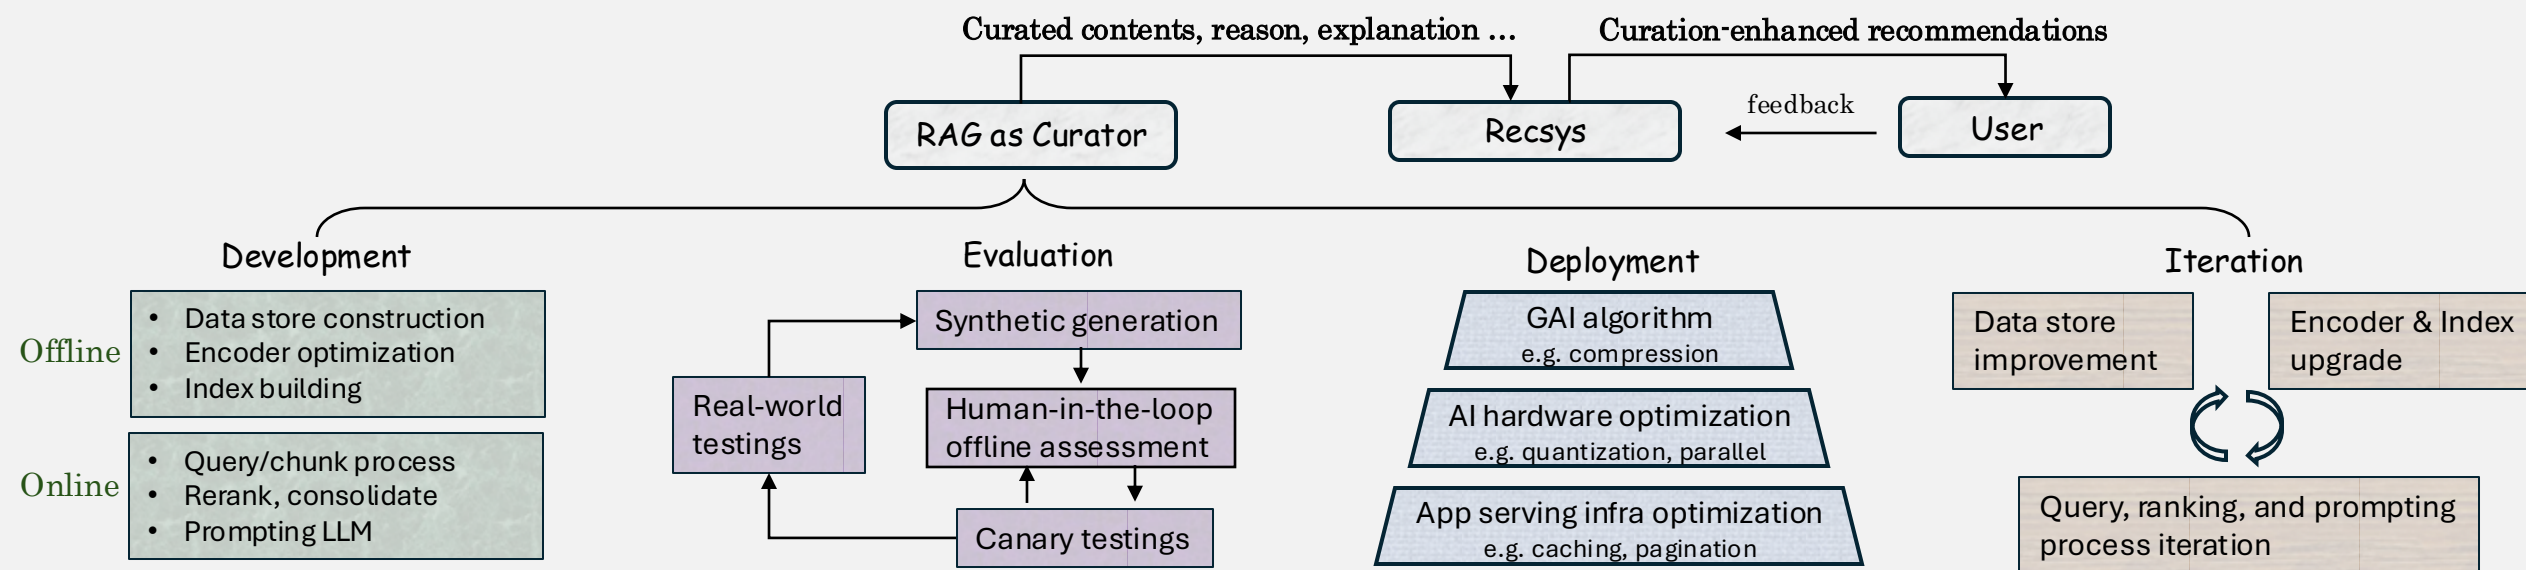 Curated contents, reason, explanation ...
Curation-enhanced recommendations
RAG as Curator
Recsys
feedback
User
Development
Offline
• Data store construction
• Encoder optimization
• Index building
Online
• Query/chunk process
• Rerank, consolidate
• Prompting LLM
Evaluation
Synthetic generation
Real-world
testings
Human-in-the-loop
offline assessment
Canary testings
Deployment
GAI algorithm
e.g. compression
AI hardware optimization
e.g. quantization, parallel
App serving infra optimization
e.g. caching, pagination
Iteration
Data store
improvement
Encoder & Index
upgrade
Query, ranking, and prompting
process iteration